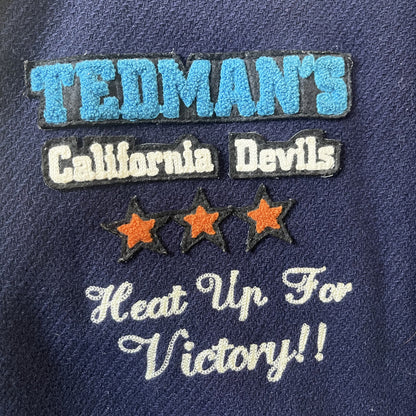 TEDMAN'S
California Devils
Heat Up For
Victory!!